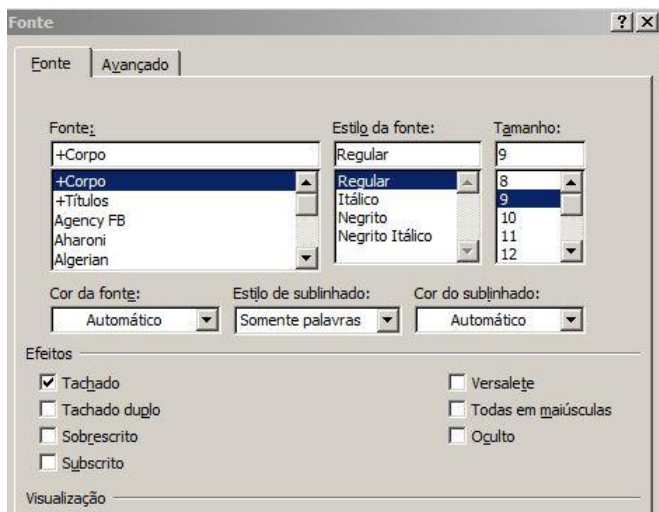 Fonte
Fonte Avançado
Fonte: Estilo da fonte: Tamanho:
+Corpo Regular 9
+Corpo Regular 8
+Títulos Itálico 9
Agency FB Negrito 10
Aharoni Negrito Itálico 11
Algerian 12
Cor da fonte: Estilo de sublinhado: Cor do sublinhado:
Automático Somente palavras Automático
Efeitos
Tachado Versalete
Tachado duplo Todas em maiúsculas
Sobrescrito Oculto
Subscrito
Visualização